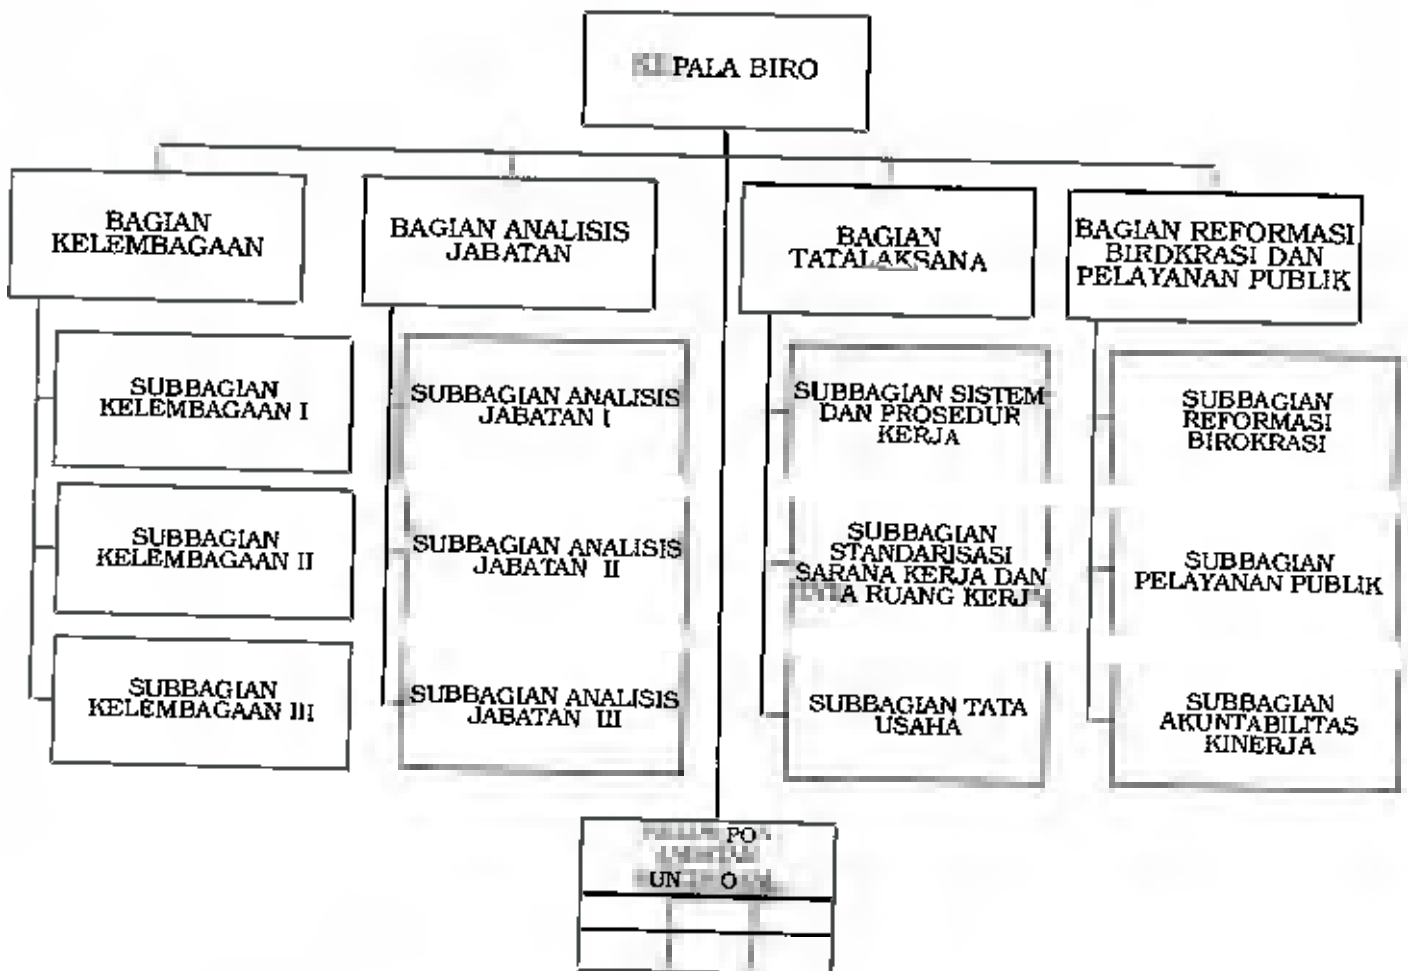 PALA BIRO
BAGIAN
KELEMBAGAAN
BAGIAN ANALISIS
JABATAN
BAGIAN
TATALAKSANA
BAGIAN REFORMASI
BIRDKRASI DAN
PELAYANAN PUBLIK
SUBBAGIAN
KELEMBAGAAN I
SUBBAGIAN ANALISIS
JABATAN I
SUBBAGIAN SISTEM
DAN PROSEDUR
KERJA
SUBBAGIAN
REFORMASI
BIROKRASI
SUBBAGIAN
KELEMBAGAAN II
SUBBAGIAN ANALISIS
JABATAN II
SUBBAGIAN
STANDARISASI
SARANA KERJA DAN
RUANG KERJA
SUBBAGIAN
PELAYANAN PUBLIK
SUBBAGIAN
KELEMBAGAAN III
SUBBAGIAN ANALISIS
JABATAN III
SUBBAGIAN TATA
USAHA
SUBBAGIAN
AKUNTABILITAS
KINERJA